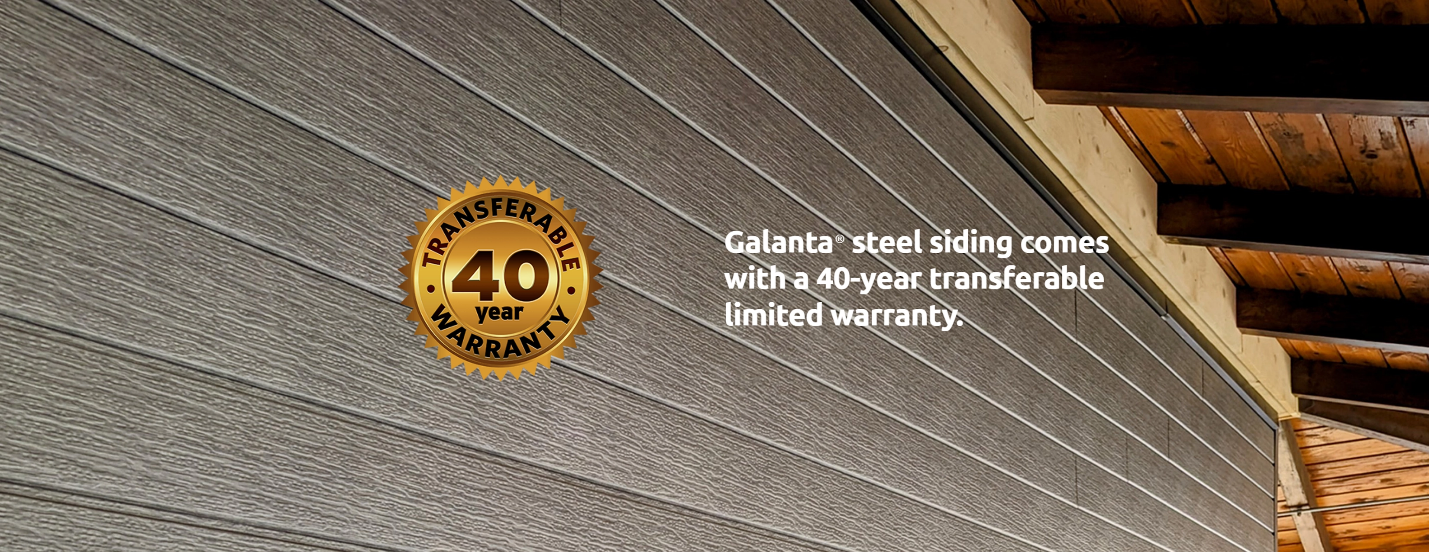 TRANSFERABLE
40
year
WARRANTY
Galanta® steel siding comes
with a 40-year transferable
limited warranty.